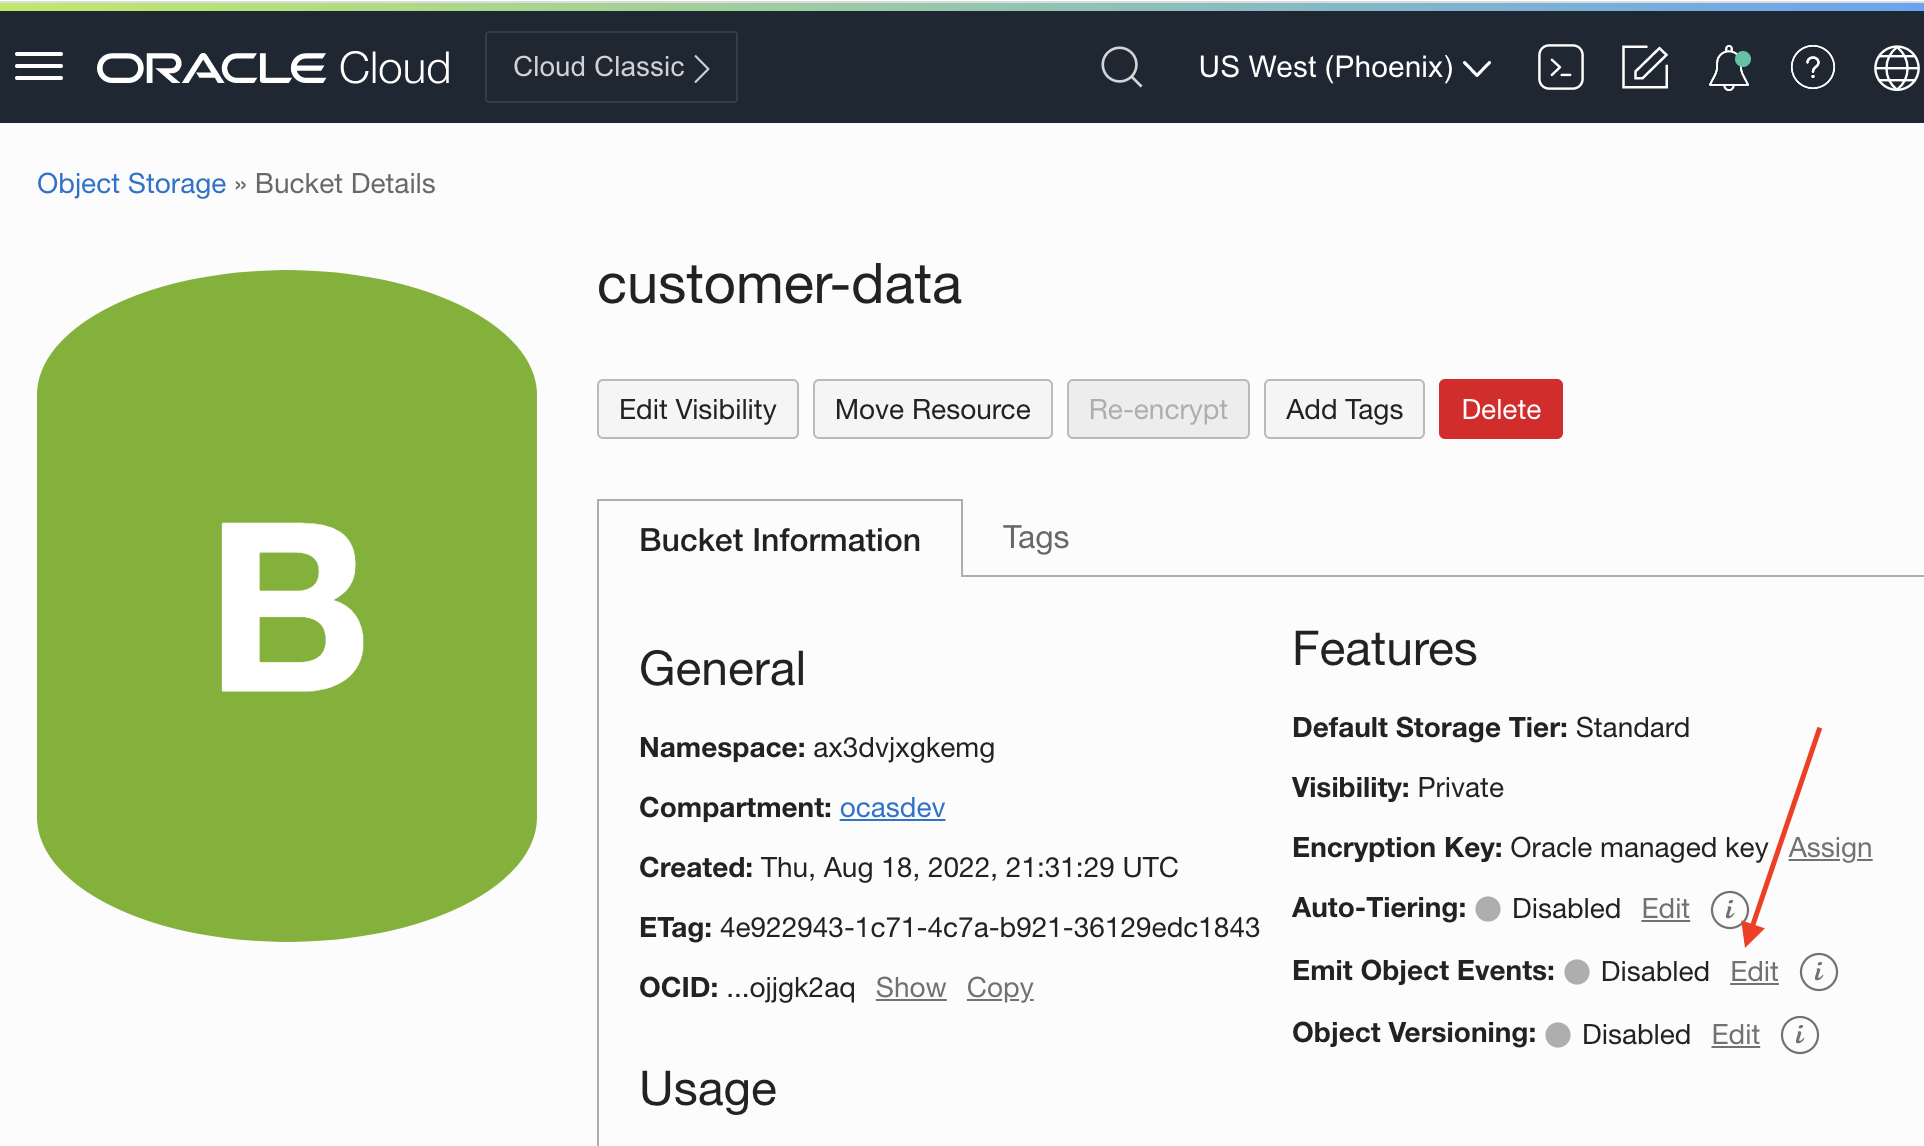 ORACLE Cloud
Cloud Classic
US West (Phoenix)
Object Storage » Bucket Details
B
customer-data
Edit Visibility
Move Resource
Re-encrypt
Add Tags
Delete
Bucket Information
Tags
General
Namespace: ax3dvjxgkemg
Compartment: ocasdev
Created: Thu, Aug 18, 2022, 21:31:29 UTC
ETag: 4e922943-1c71-4c7a-b921-36129edc1843
OCID: ...ojjgk2aq Show Copy
Usage
Features
Default Storage Tier: Standard
Visibility: Private
Encryption Key: Oracle managed key Assign
Auto-Tiering: Disabled Edit i
Emit Object Events: Disabled Edit i
Object Versioning: Disabled Edit i